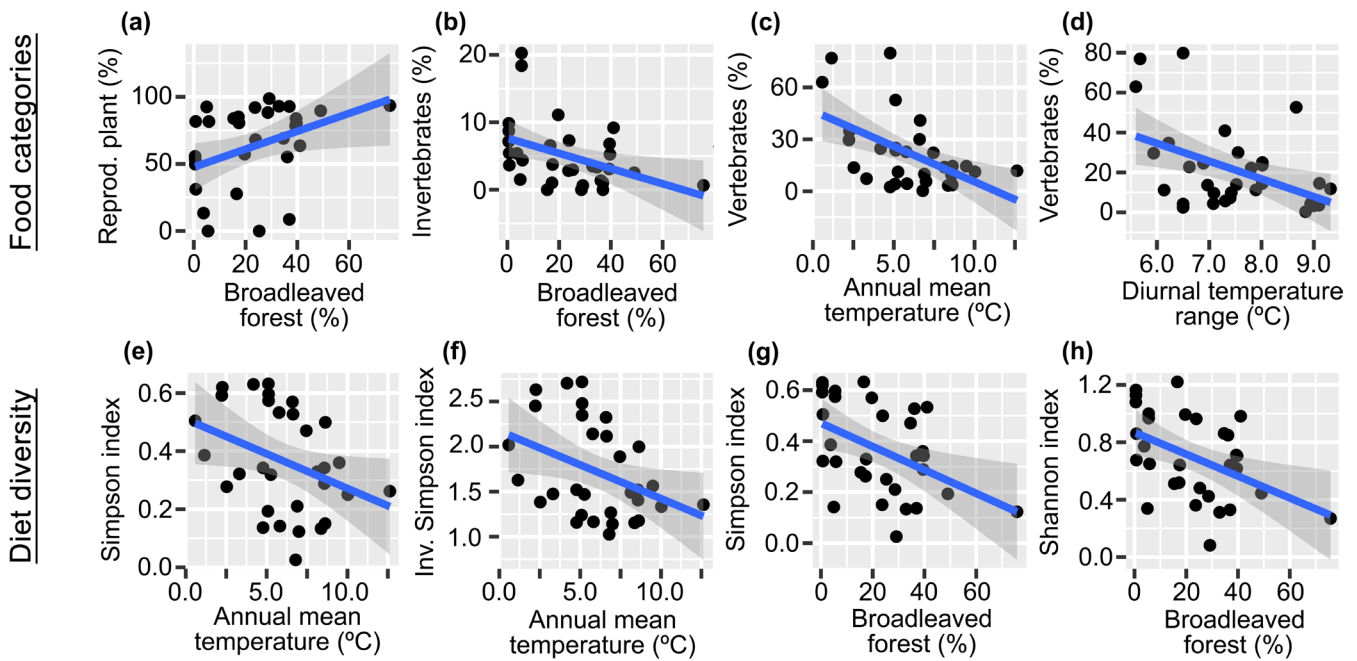 Food categories
(a)
Reprod. plant (%)
100
50
0
0
20
40
60
Broadleaved
forest (%)
(b)
Invertebrates (%)
20
10
0
0
20
40
60
Broadleaved
forest (%)
(c)
Vertebrates (%)
60
30
0
0.0
5.0
10.0
Annual mean
temperature (ºC)
(d)
Vertebrates (%)
80
60
40
20
0
6.0
7.0
8.0
9.0
Diurnal temperature
range (ºC)
Diet diversity
(e)
Simpson index
0.6
0.4
0.2
0.0
0.0
5.0
10.0
Annual mean
temperature (ºC)
(f)
Inv. Simpson index
2.5
2.0
1.5
1.0
0.0
5.0
10.0
Annual mean
temperature (ºC)
(g)
Simpson index
0.6
0.4
0.2
0.0
0
20
40
60
Broadleaved
forest (%)
(h)
Shannon index
1.2
0.8
0.4
0.0
0
20
40
60
Broadleaved
forest (%)